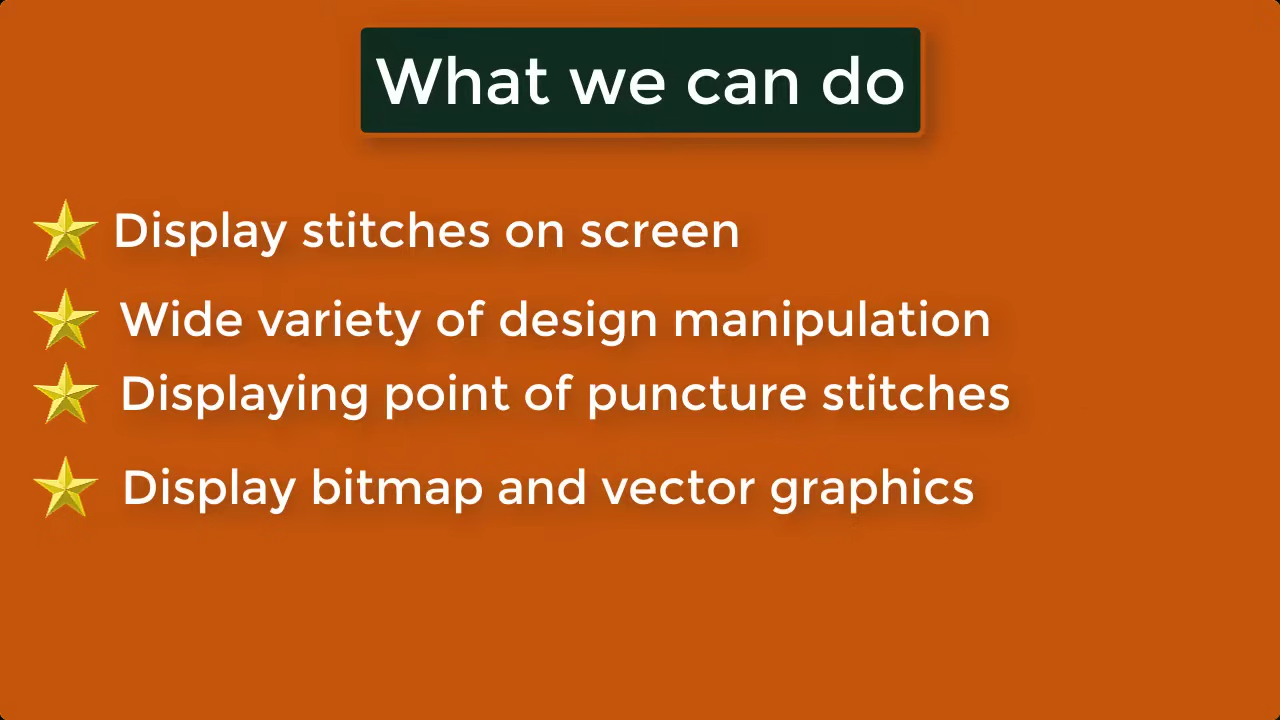 What we can do
Display stitches on screen
Wide variety of design manipulation
Displaying point of puncture stitches
Display bitmap and vector graphics